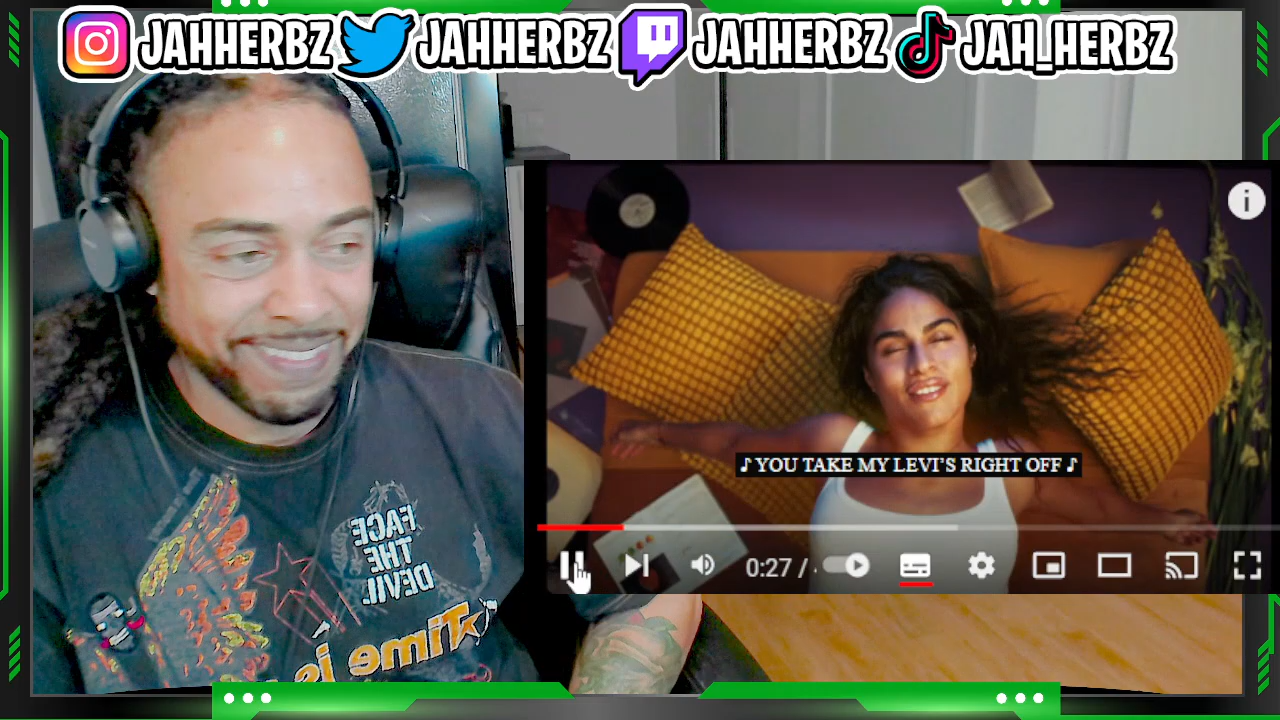 JAHHERBZ JAHHERBZ JAHHERBZ JAH_HERBZ
♪ YOU TAKE MY LEVI'S RIGHT OFF ♪
0:27 /
FACE
THE
DEVIL
Time is